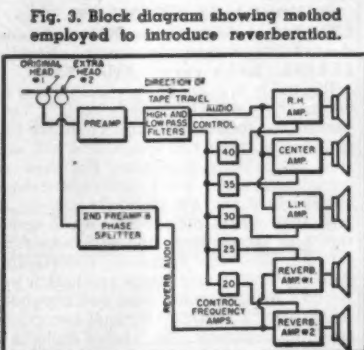 Fig. 3. Block diagram showing method
employed to introduce reverberation.
ORIGINAL
HEAD
#1
EXTRA
HEAD
#2
DIRECTION OF
TAPE TRAVEL
PREAMP
HIGH AND
LOW PASS
FILTERS
AUDIO
CONTROL
R.H.
AMP.
CENTER
AMP.
L.H.
AMP.
40
35
30
25
20
2ND PREAMP &
PHASE
SPLITTER
REVERB AUDIO
CONTROL
FREQUENCY
AMPS.
REVERB.
AMP #1
REVERB.
AMP #2